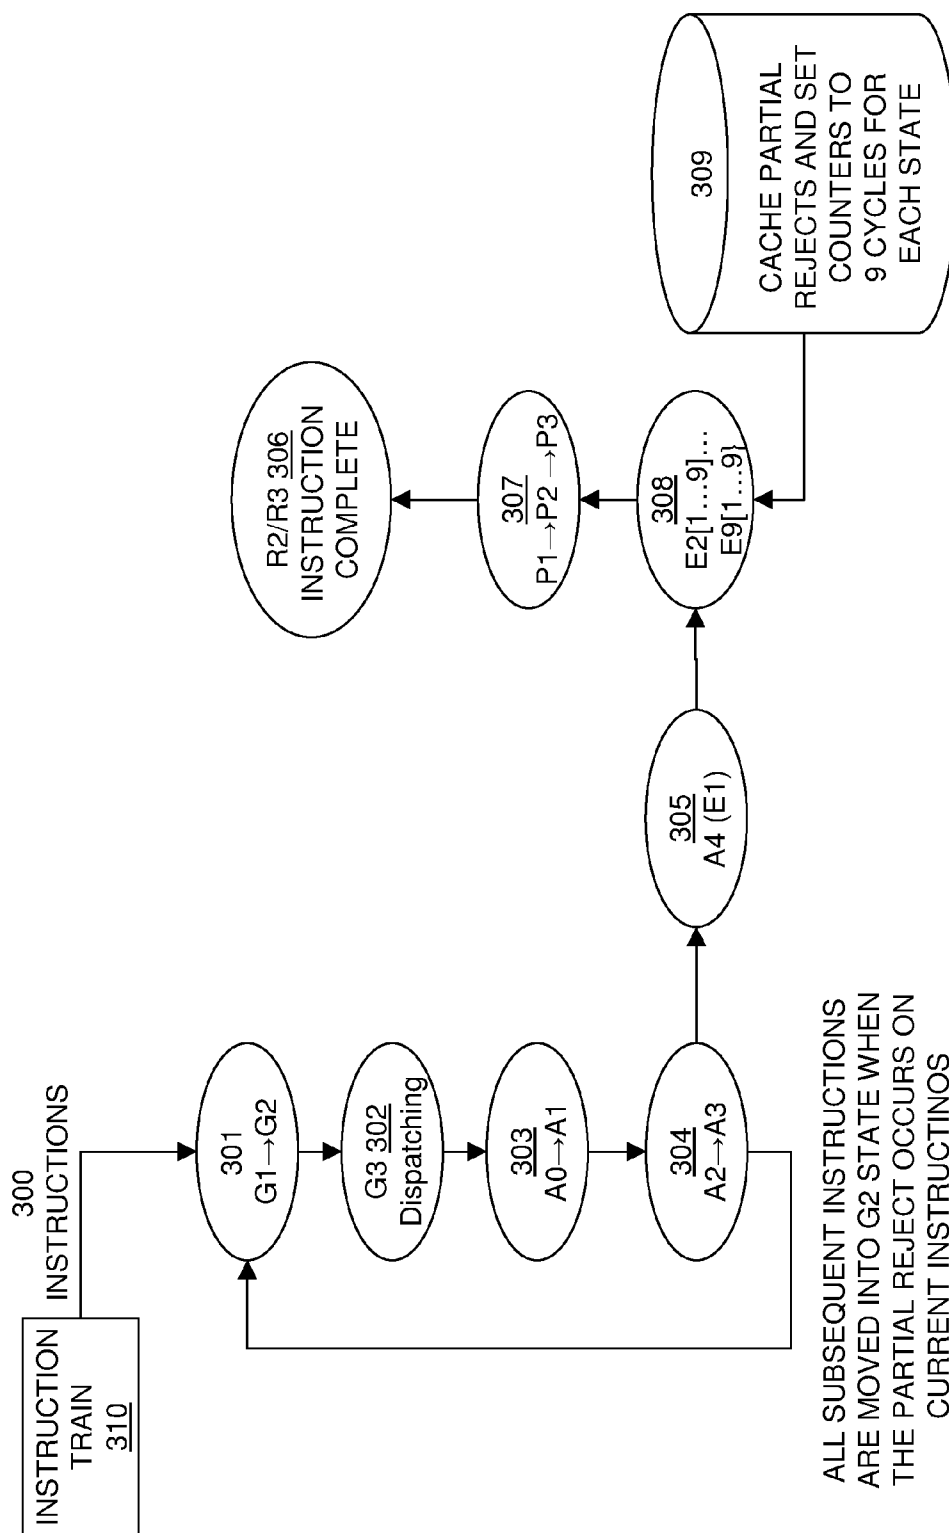 INSTRUCTION
TRAIN
310
300
INSTRUCTIONS
301
G1→G2
G3 302
Dispatching
303
A0→A1
304
A2→A3
305
A4 (E1)
308
E2[1...9]...
E9[1...9}
307
P1→P2→P3
R2/R3 306
INSTRUCTION
COMPLETE
309
CACHE PARTIAL
REJECTS AND SET
COUNTERS TO
9 CYCLES FOR
EACH STATE
ALL SUBSEQUENT INSTRUCTIONS
ARE MOVED INTO G2 STATE WHEN
THE PARTIAL REJECT OCCURS ON
CURRENT INSTRUCTINOS